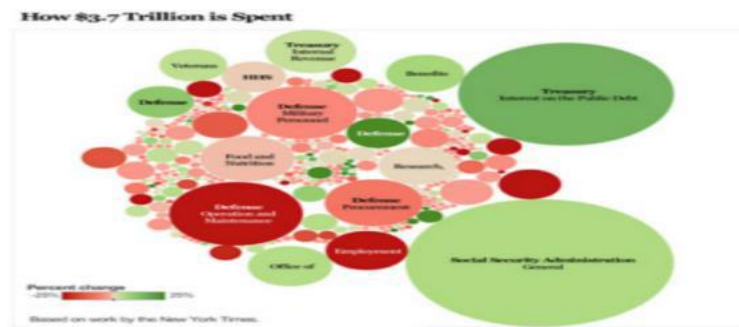 How $3.7 Trillion is Spent
Treasury
Internal
Revenue
Veterans
HHS
Benefits
Treasury
Interest on the Public Debt
Defense
Defense
Military
Personnel
Defense
Food and
Nutrition
Research,
Defense
Operation and
Maintenance
Defense
Procurement
Employment
Office of
Social Security Administration
General
Percent change
-25%
25%
Based on work by the New York Times.